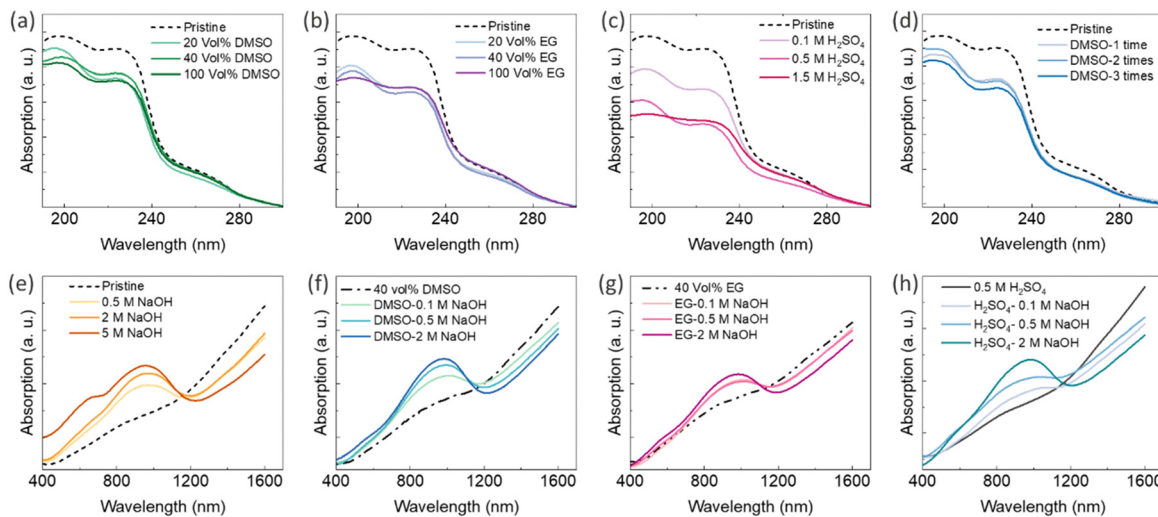 (a)
Pristine
20 Vol% DMSO
40 Vol% DMSO
100 Vol% DMSO
Absorption (a. u.)
200 240 280
Wavelength (nm)
(b)
Pristine
20 Vol% EG
40 Vol% EG
100 Vol% EG
Absorption (a. u.)
200 240 280
Wavelength (nm)
(c)
Pristine
0.1 M H₂SO₄
0.5 M H₂SO₄
1.5 M H₂SO₄
Absorption (a. u.)
200 240 280
Wavelength (nm)
(d)
Pristine
DMSO-1 time
DMSO-2 times
DMSO-3 times
Absorption (a. u.)
200 240 280
Wavelength (nm)
(e)
Pristine
0.5 M NaOH
2 M NaOH
5 M NaOH
Absorption (a. u.)
400 800 1200 1600
Wavelength (nm)
(f)
40 vol% DMSO
DMSO-0.1 M NaOH
DMSO-0.5 M NaOH
DMSO-2 M NaOH
Absorption (a. u.)
400 800 1200 1600
Wavelength (nm)
(g)
40 Vol% EG
EG-0.1 M NaOH
EG-0.5 M NaOH
EG-2 M NaOH
Absorption (a. u.)
400 800 1200 1600
Wavelength (nm)
(h)
0.5 M H₂SO₄
H₂SO₄- 0.1 M NaOH
H₂SO₄- 0.5 M NaOH
H₂SO₄- 2 M NaOH
Absorption (a. u.)
400 800 1200 1600
Wavelength (nm)